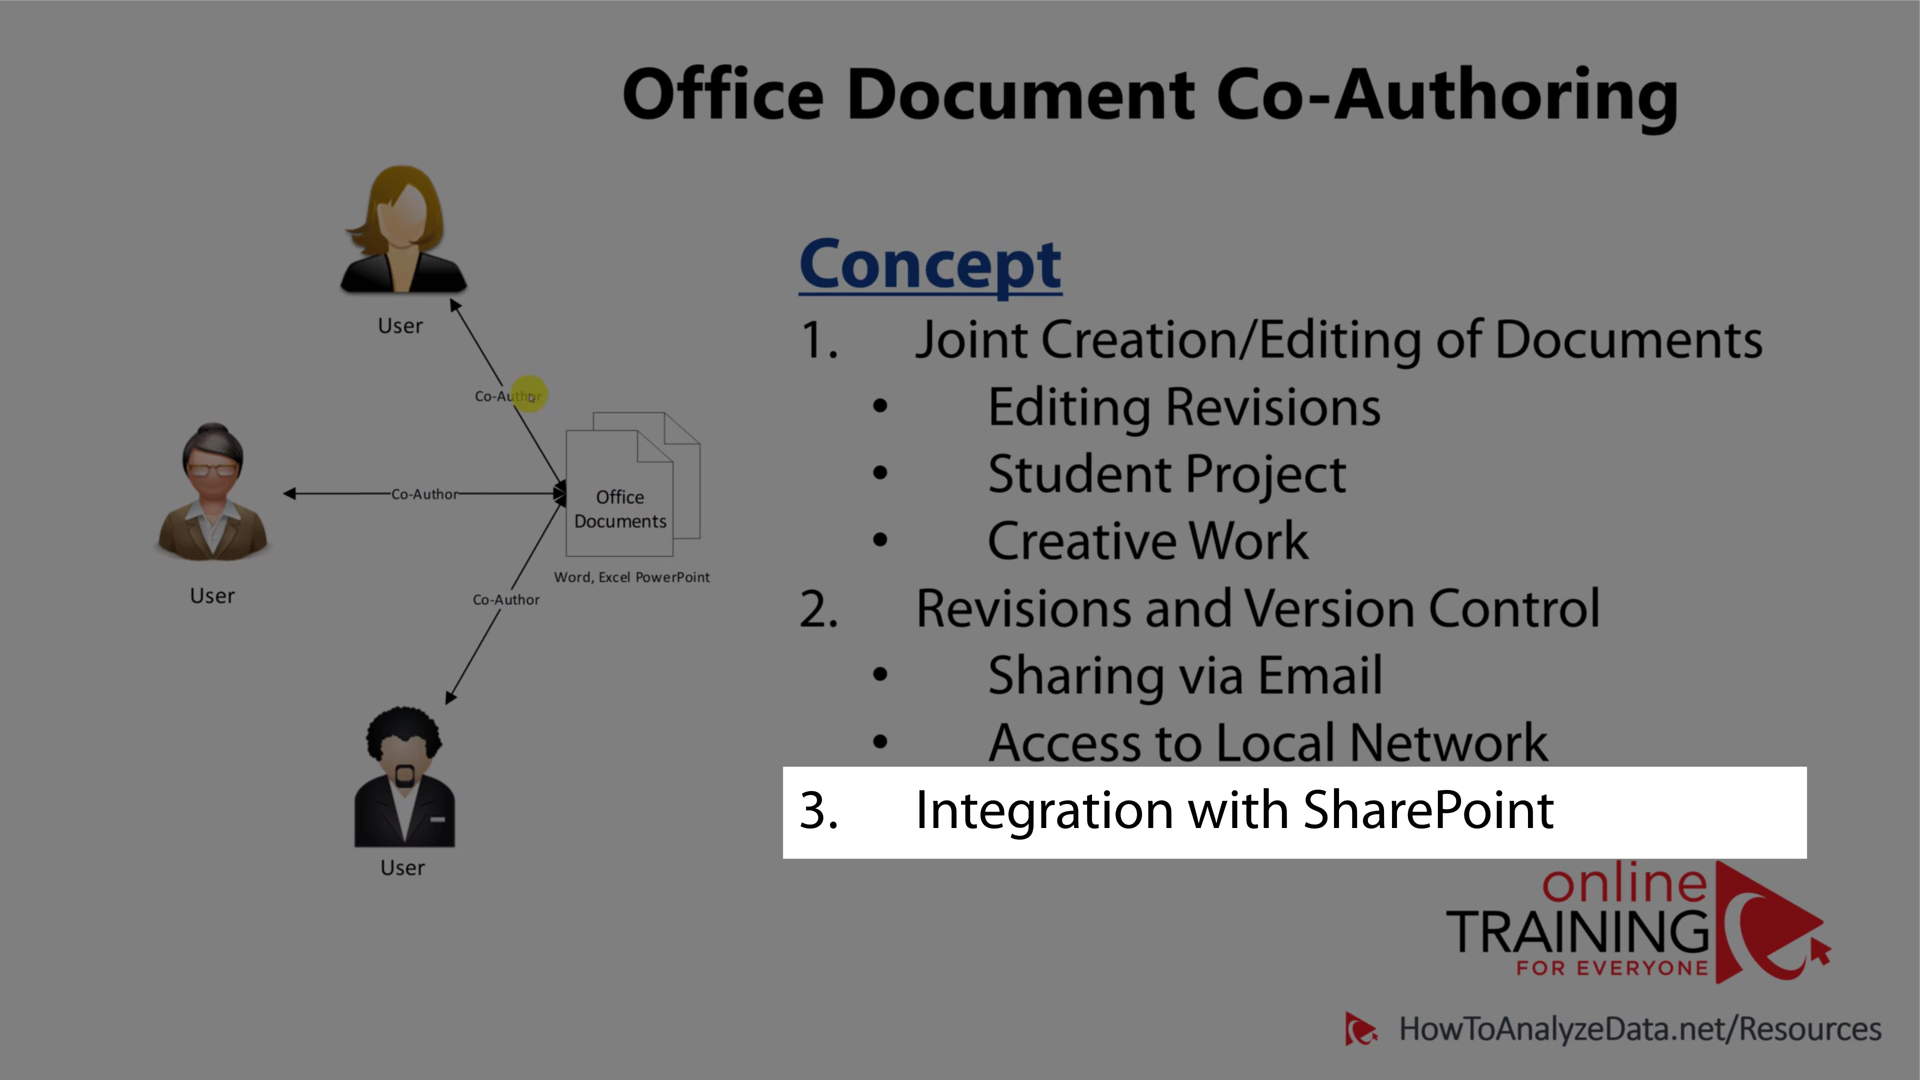 Office Document Co-Authoring
User
Co-Author
User
Co-Author
Office
Documents
Word, Excel PowerPoint
Co-Author
User
Concept
1. Joint Creation/Editing of Documents
• Editing Revisions
• Student Project
• Creative Work
2. Revisions and Version Control
• Sharing via Email
• Access to Local Network
3. Integration with SharePoint
online
TRAINING
FOR EVERYONE
HowToAnalyzeData.net/Resources